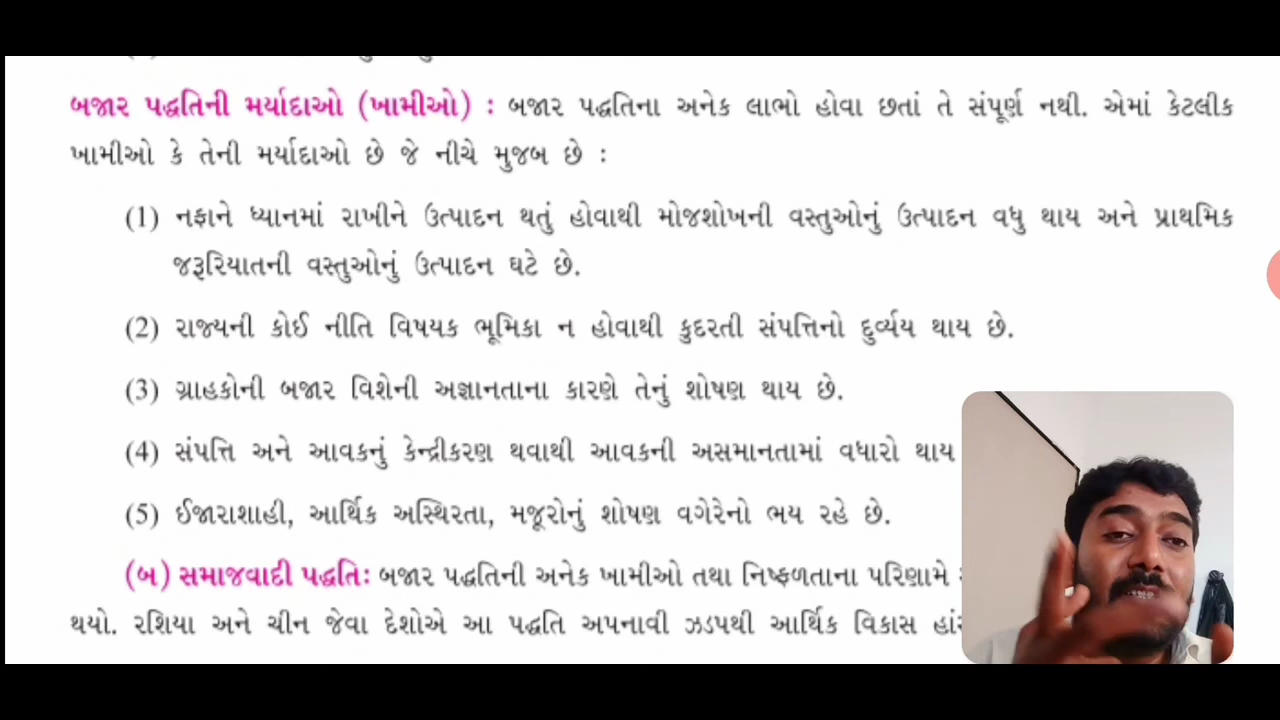 બજાર પદ્ધતિની મર્યાદાઓ (ખામીઓ) : બજાર પદ્ધતિના અનેક લાભો હોવા છતાં તે સંપૂર્ણ નથી. એમાં કેટલીક
ખામીઓ કે તેની મર્યાદાઓ છે જે નીચે મુજબ છે :
(1) નફાને ધ્યાનમાં રાખીને ઉત્પાદન થતું હોવાથી મોજશોખની વસ્તુઓનું ઉત્પાદન વધુ થાય અને પ્રાથમિક
જરૂરિયાતની વસ્તુઓનું ઉત્પાદન ઘટે છે.
(2) રાજ્યની કોઈ નીતિ વિષયક ભૂમિકા ન હોવાથી કુદરતી સંપત્તિનો દુર્વ્યય થાય છે.
(3) ગ્રાહકોની બજાર વિશેની અજ્ઞાનતાના કારણે તેનું શોષણ થાય છે.
(4) સંપત્તિ અને આવકનું કેન્દ્રીકરણ થવાથી આવકની અસમાનતામાં વધારો થાય
(5) ઈજારાશાહી, આર્થિક અસ્થિરતા, મજૂરોનું શોષણ વગેરેનો ભય રહે છે.
(બ) સમાજવાદી પદ્ધતિઃ બજાર પદ્ધતિની અનેક ખામીઓ તથા નિષ્ફળતાના પરિણામે
થયો. રશિયા અને ચીન જેવા દેશોએ આ પદ્ધતિ અપનાવી ઝડપથી આર્થિક વિકાસ